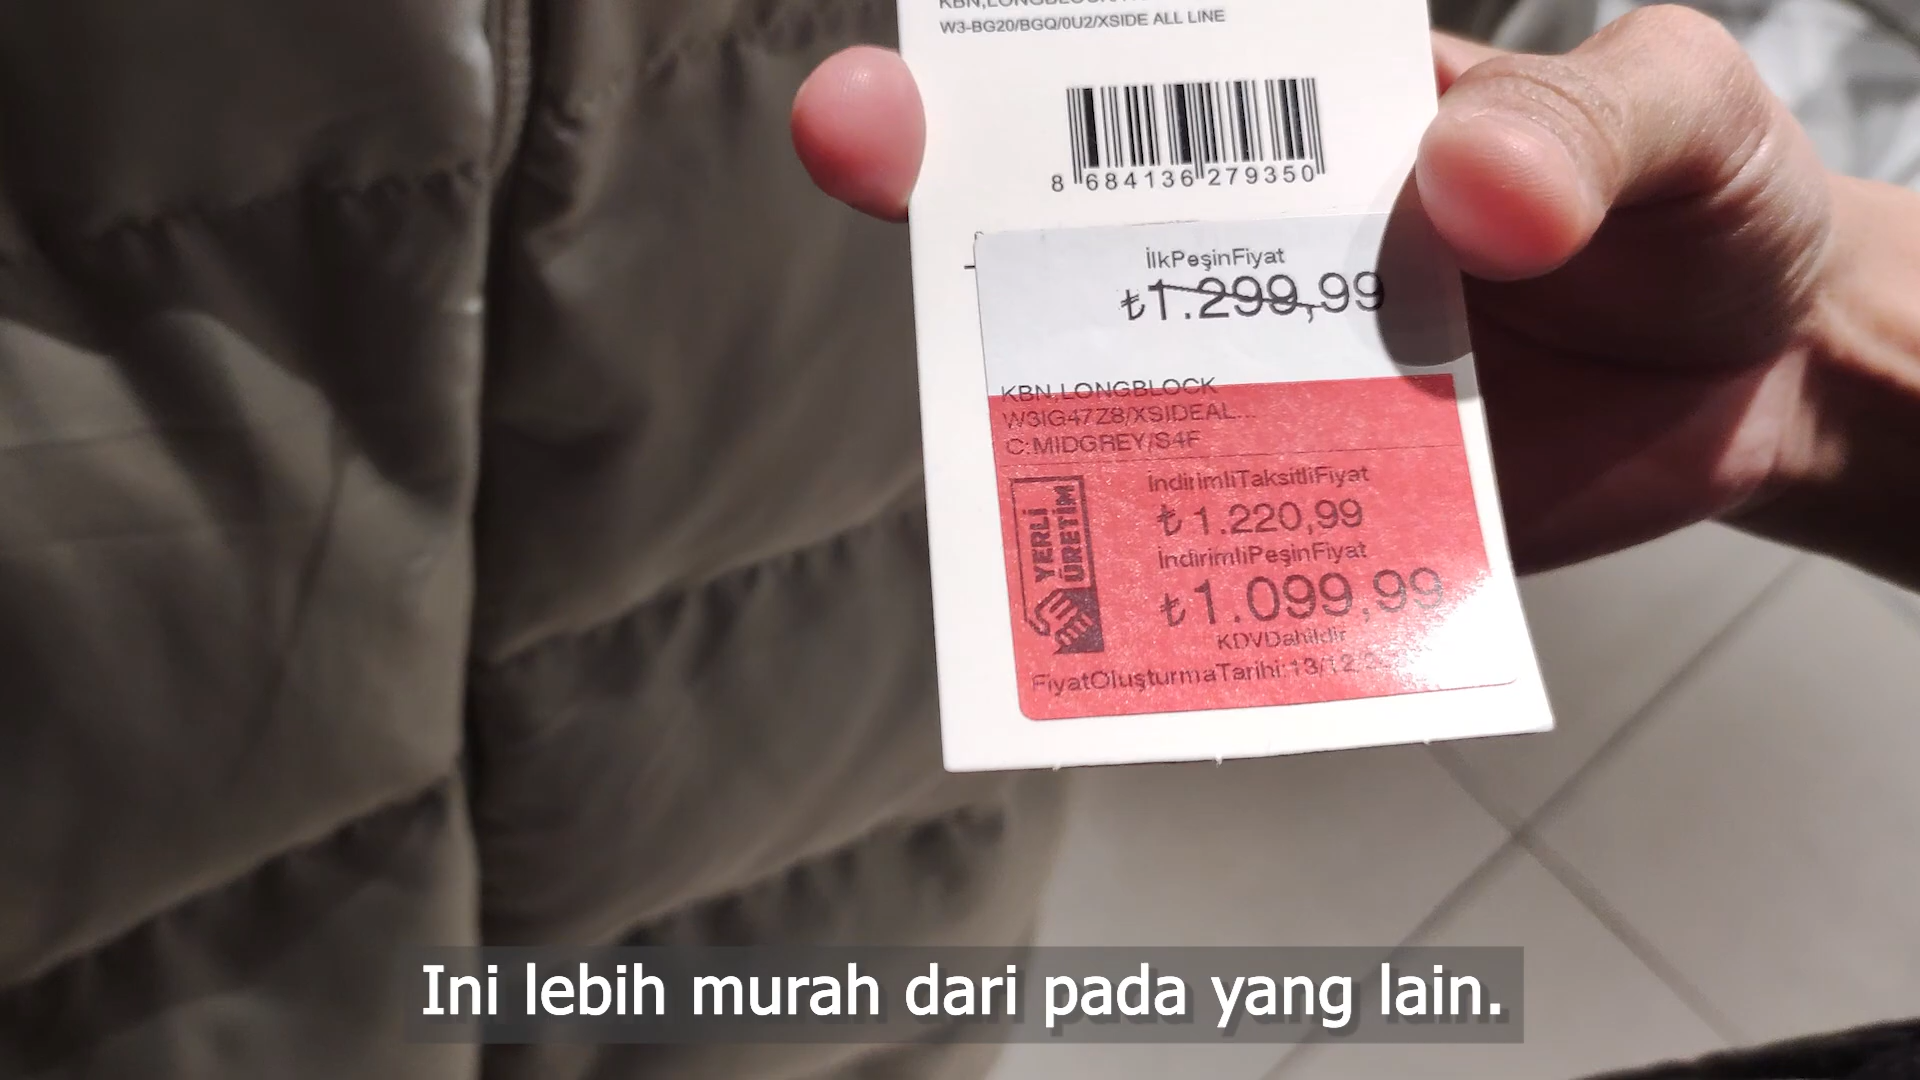 W3-BG20/BGQ/0U2/XSIDE ALL LINE
8 684136 279350
İlkPeşinFiyat
₺1.299,99
KBN,LONGBLOCK
W3IG47Z8/XSIDEAL...
C:MIDGREY/S4F
YERLİ
ÜRETİM
İndirimliTaksitliFiyat
₺1.220,99
İndirimliPeşinFiyat
₺1.099,99
KDVDahildir
FiyatOluşturmaTarihi:13/12
Ini lebih murah dari pada yang lain.